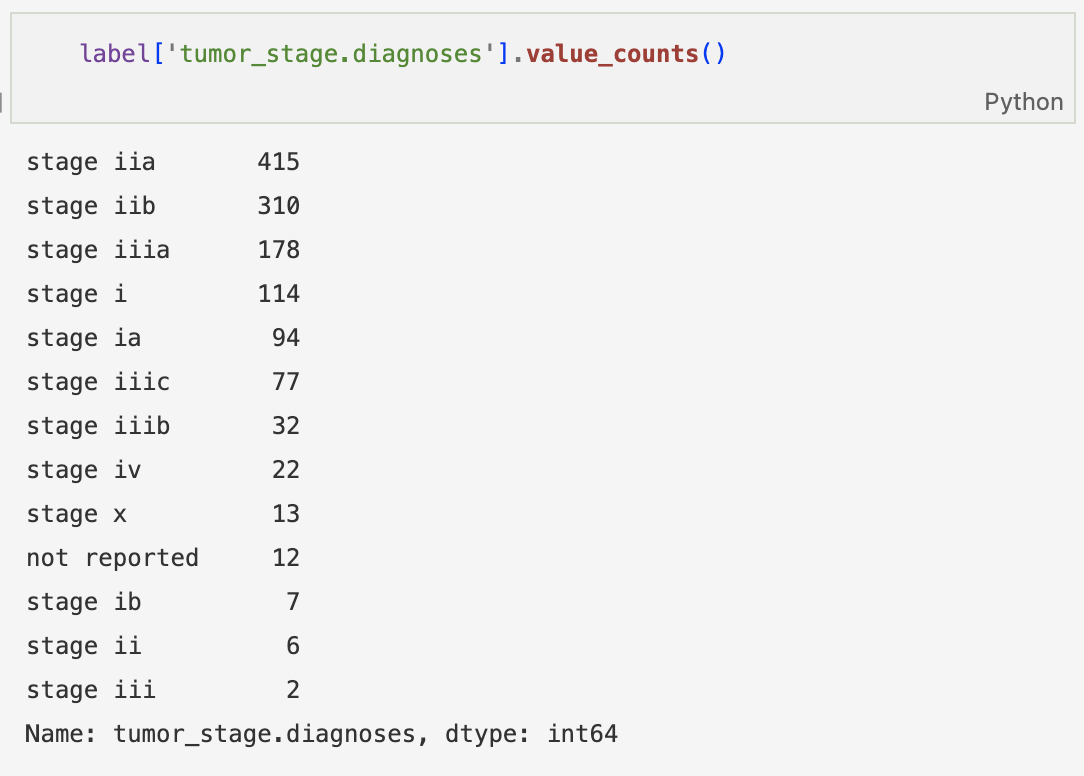 label['tumor_stage.diagnoses'].value_counts()
Python
stage iia 415
stage iib 310
stage iiia 178
stage i 114
stage ia 94
stage iiic 77
stage iiib 32
stage iv 22
stage x 13
not reported 12
stage ib 7
stage ii 6
stage iii 2
Name: tumor_stage.diagnoses, dtype: int64